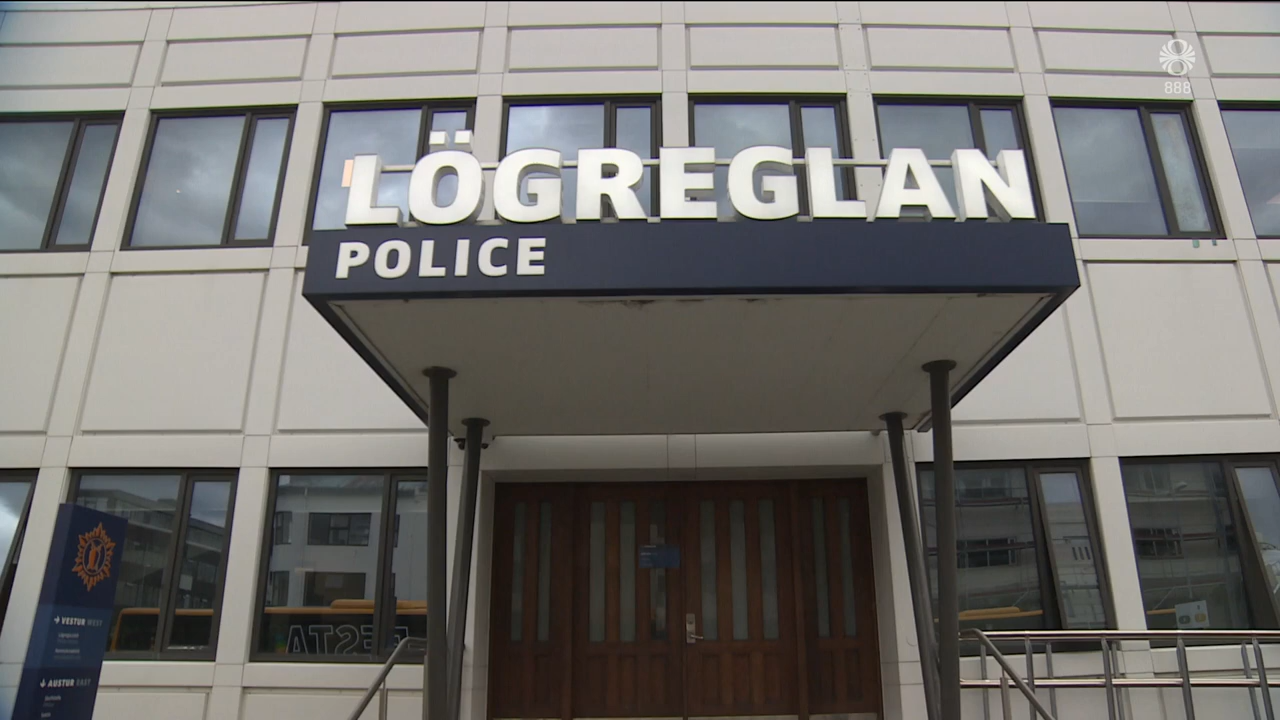 888
LÖGREGLAN
POLICE
VESTUR WEST
AUSTUR EAST